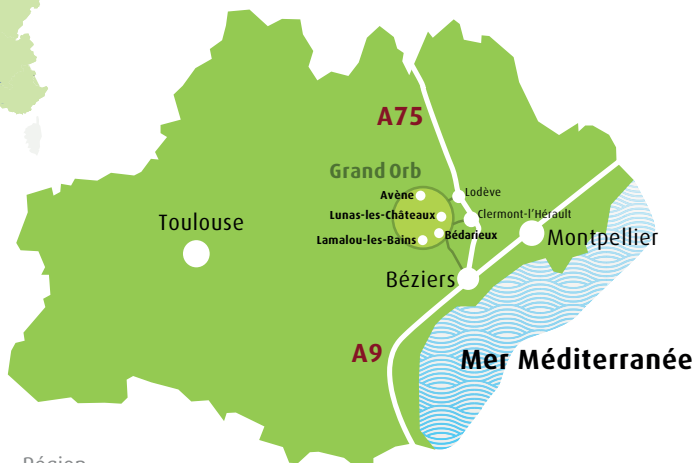 A75
Grand Orb
Avène
Lodève
Lunas-les-Châteaux
Clermont-l'Hérault
Toulouse
Lamalou-les-Bains
Bédarieux
Montpellier
Béziers
A9
Mer Méditerranée
Région